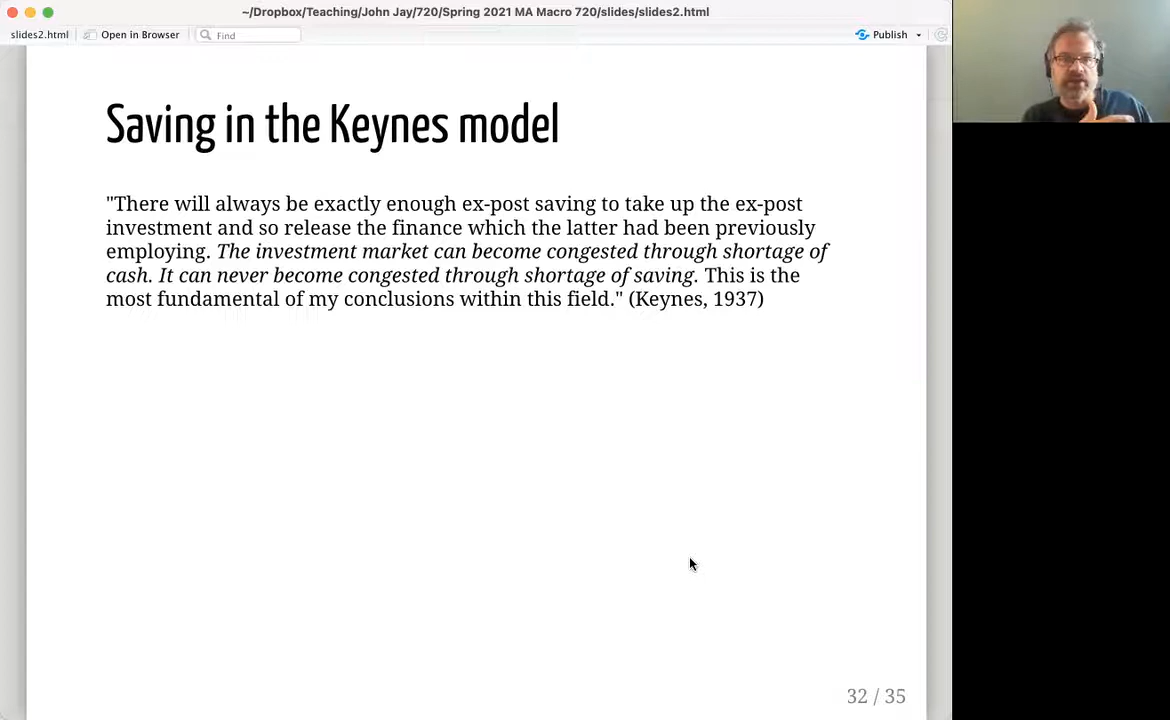 ~/Dropbox/Teaching/John Jay/720/Spring 2021 MA Macro 720/slides/slides2.html
slides2.html
Open in Browser
Find
Publish
Saving in the Keynes model
"There will always be exactly enough ex-post saving to take up the ex-post
investment and so release the finance which the latter had been previously
employing. The investment market can become congested through shortage of
cash. It can never become congested through shortage of saving. This is the
most fundamental of my conclusions within this field." (Keynes, 1937)
32 / 35